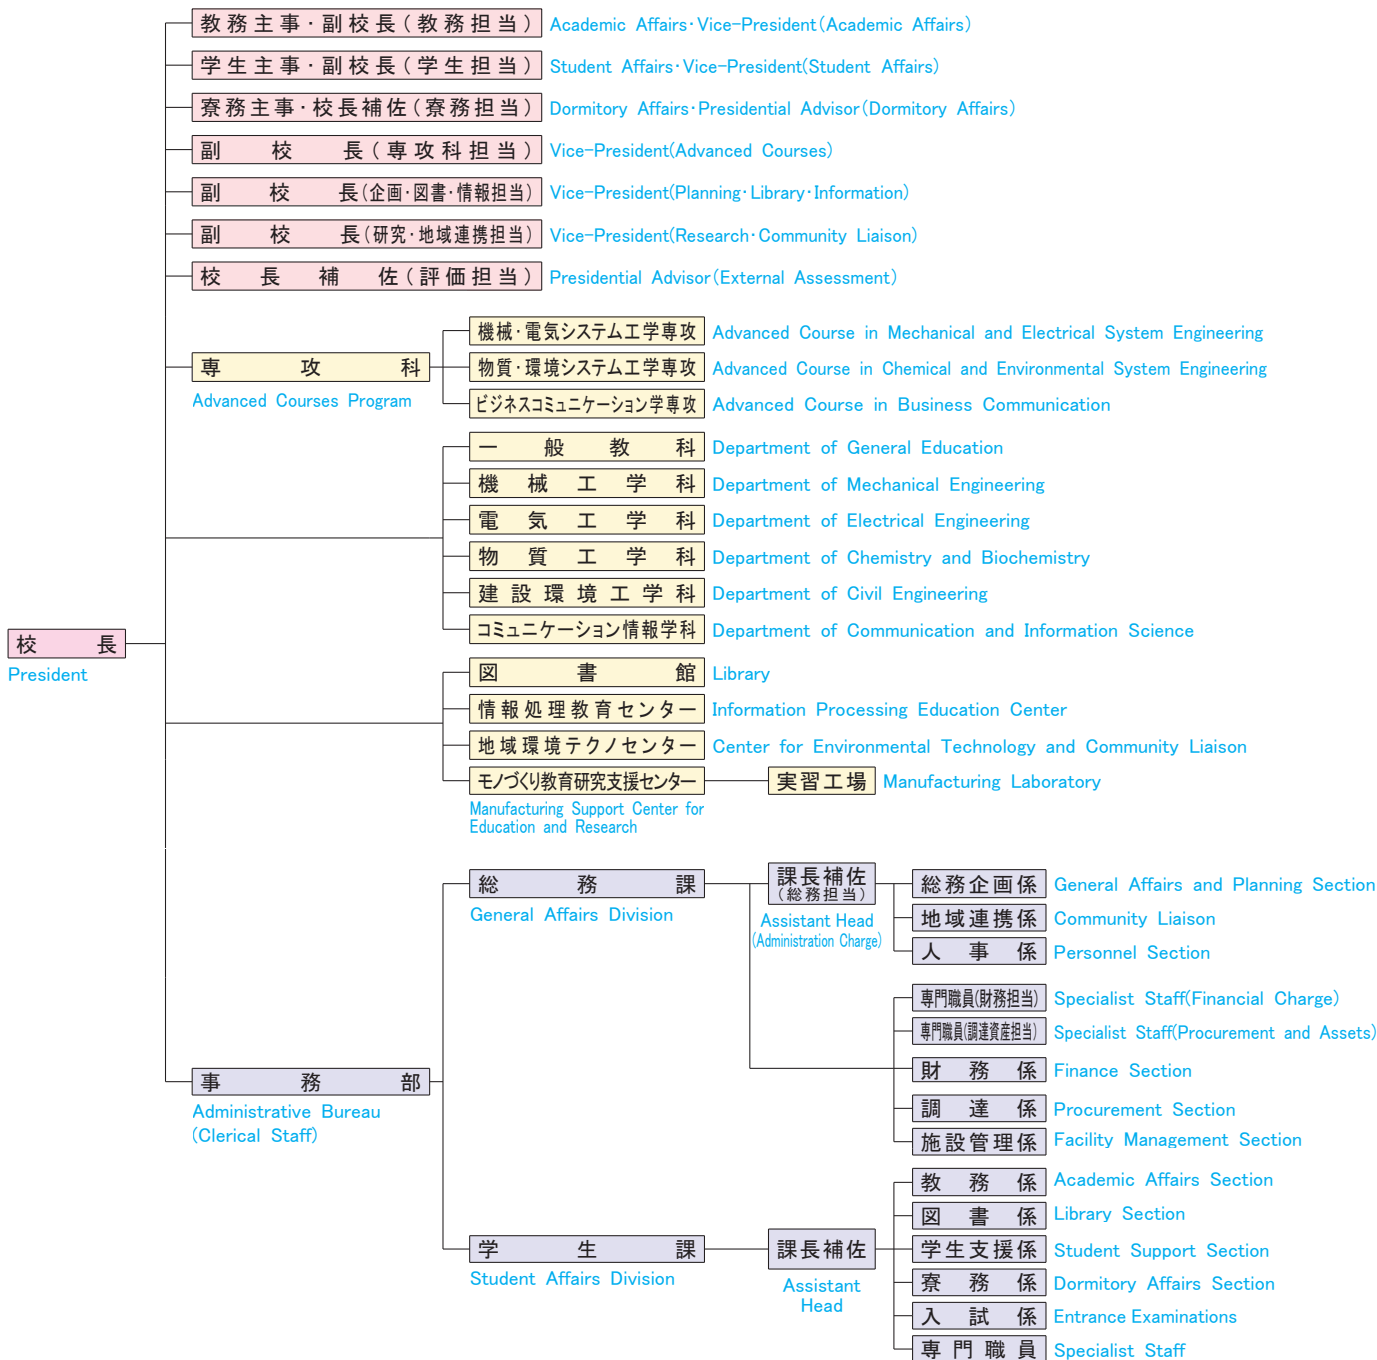 教務主事・副校長(教務担当) Academic Affairs・Vice-President(Academic Affairs)
学生主事・副校長(学生担当) Student Affairs・Vice-President(Student Affairs)
寮務主事・校長補佐(寮務担当) Dormitory Affairs・Presidential Advisor(Dormitory Affairs)
副校長(専攻科担当) Vice-President(Advanced Courses)
副校長(企画・図書・情報担当) Vice-President(Planning・Library・Information)
副校長(研究・地域連携担当) Vice-President(Research・Community Liaison)
校長補佐(評価担当) Presidential Advisor(External Assessment)
専攻科
Advanced Courses Program
機械・電気システム工学専攻 Advanced Course in Mechanical and Electrical System Engineering
物質・環境システム工学専攻 Advanced Course in Chemical and Environmental System Engineering
ビジネスコミュニケーション学専攻 Advanced Course in Business Communication
一般教科 Department of General Education
機械工学科 Department of Mechanical Engineering
電気工学科 Department of Electrical Engineering
物質工学科 Department of Chemistry and Biochemistry
建設環境工学科 Department of Civil Engineering
コミュニケーション情報学科 Department of Communication and Information Science
校長
President
図書館 Library
情報処理教育センター Information Processing Education Center
地域環境テクノセンター Center for Environmental Technology and Community Liaison
モノづくり教育研究支援センター 実習工場 Manufacturing Laboratory
Manufacturing Support Center for
Education and Research
事務部
Administrative Bureau
(Clerical Staff)
総務課
General Affairs Division
課長補佐
(総務担当)
Assistant Head
(Administration Charge)
総務企画係 General Affairs and Planning Section
地域連携係 Community Liaison
人事係 Personnel Section
専門職員(財務担当) Specialist Staff(Financial Charge)
専門職員(調達資産担当) Specialist Staff(Procurement and Assets)
財務係 Finance Section
調達係 Procurement Section
施設管理係 Facility Management Section
学生課
Student Affairs Division
課長補佐
Assistant
Head
教務係 Academic Affairs Section
図書係 Library Section
学生支援係 Student Support Section
寮務係 Dormitory Affairs Section
入試係 Entrance Examinations
専門職員 Specialist Staff